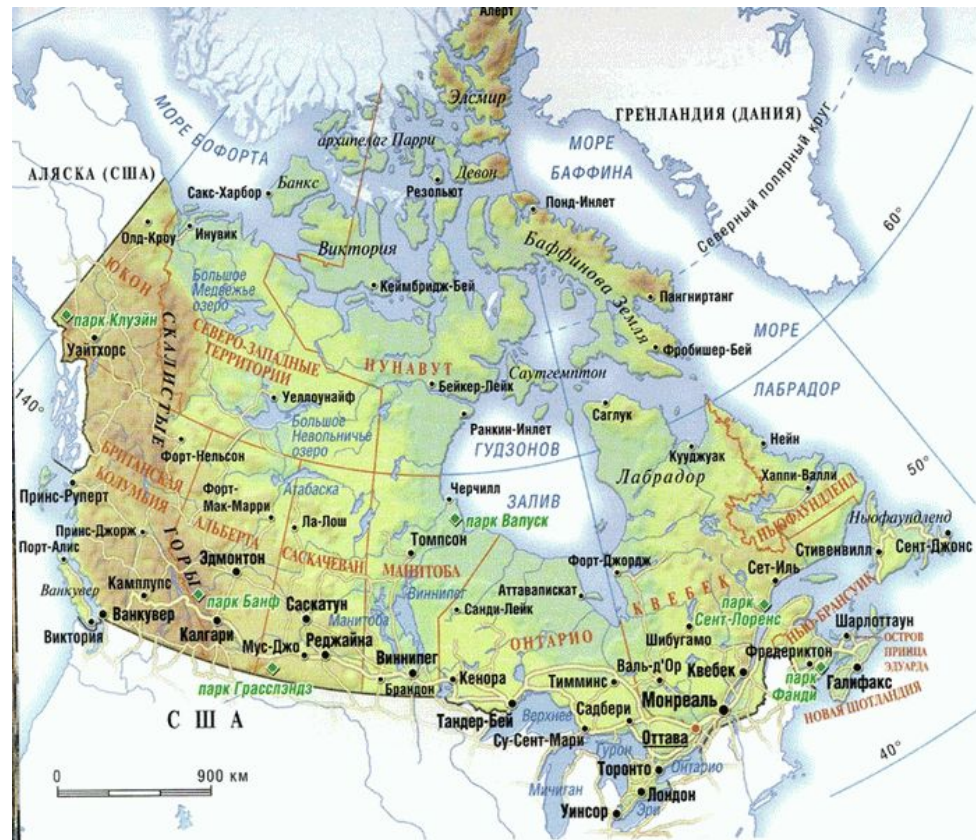 Алерт
Элсмир
ГРЕНЛАНДИЯ (ДАНИЯ)
МОРЕ БОФОРТА
архипелаг Парри
МОРЕ
БАФФИНА
Северный полярный круг
АЛЯСКА (США)
Девон
Резольют
Банкс
Сакс-Харбор
Понд-Инлет
60°
Олд-Кроу
Инувик
Виктория
Баффинова Земля
ЮКОН
Большое
Медвежье
озеро
Кеймбридж-Бей
Пангниртанг
парк Клуэйн
СКАЛИСТЫЕ
ГОРЫ
Уайтхорс
СЕВЕРО-ЗАПАДНЫЕ
ТЕРРИТОРИИ
НУНАВУТ
Фробишер-Бей
МОРЕ
ЛАБРАДОР
Саутгемптон
Бейкер-Лейк
140°
Уеллоунайф
Саглук
Большое
Невольничье
озеро
Ранкин-Инлет
ГУДЗОНОВ
ЗАЛИВ
Форт-Нельсон
Кууджуак
Нейн
50°
БРИТАНСКАЯ
КОЛУМБИЯ
Лабрадор
Хаппи-Валли
Принс-Руперт
Форт-
Мак-Марри
Атабаска
Черчилл
парк Вапуск
НЬЮФАУНДЛЕНД
Ньюфаундленд
Принс-Джорж
АЛЬБЕРТА
Ла-Лош
Томпсон
Стивенвилл
Сент-Джонс
Порт-Алис
Эдмонтон
САСКАЧЕВАН
МАНИТОБА
Форт-Джордж
Сет-Иль
Ванкувер
Камлупс
парк Банф
Виннипег
Аттавапискат
КВЕБЕК
парк
Сент-Лоренс
НЬЮ-БРАНСУИК
Ванкувер
Саскатун
Манитоба
Санди-Лейк
Шарлоттаун
Виктория
Калгари
Мус-Джо
Реджайна
ОНТАРИО
Шибугамо
Фредериктон
ОСТРОВ
ПРИНЦА
ЭДУАРДА
Виннипег
Валь-д'Ор
Квебек
парк
Фанди
Галифакс
парк Грасслэндз
Брандон
Кенора
Тимминс
Монреаль
НОВАЯ ШОТЛАНДИЯ
США
Тандер-Бей
Верхнее
Садбери
Су-Сент-Мари
Оттава
Гурон
40°
0
900 км
Торонто
Онтарио
Мичиган
Лондон
Уинсор
Эри